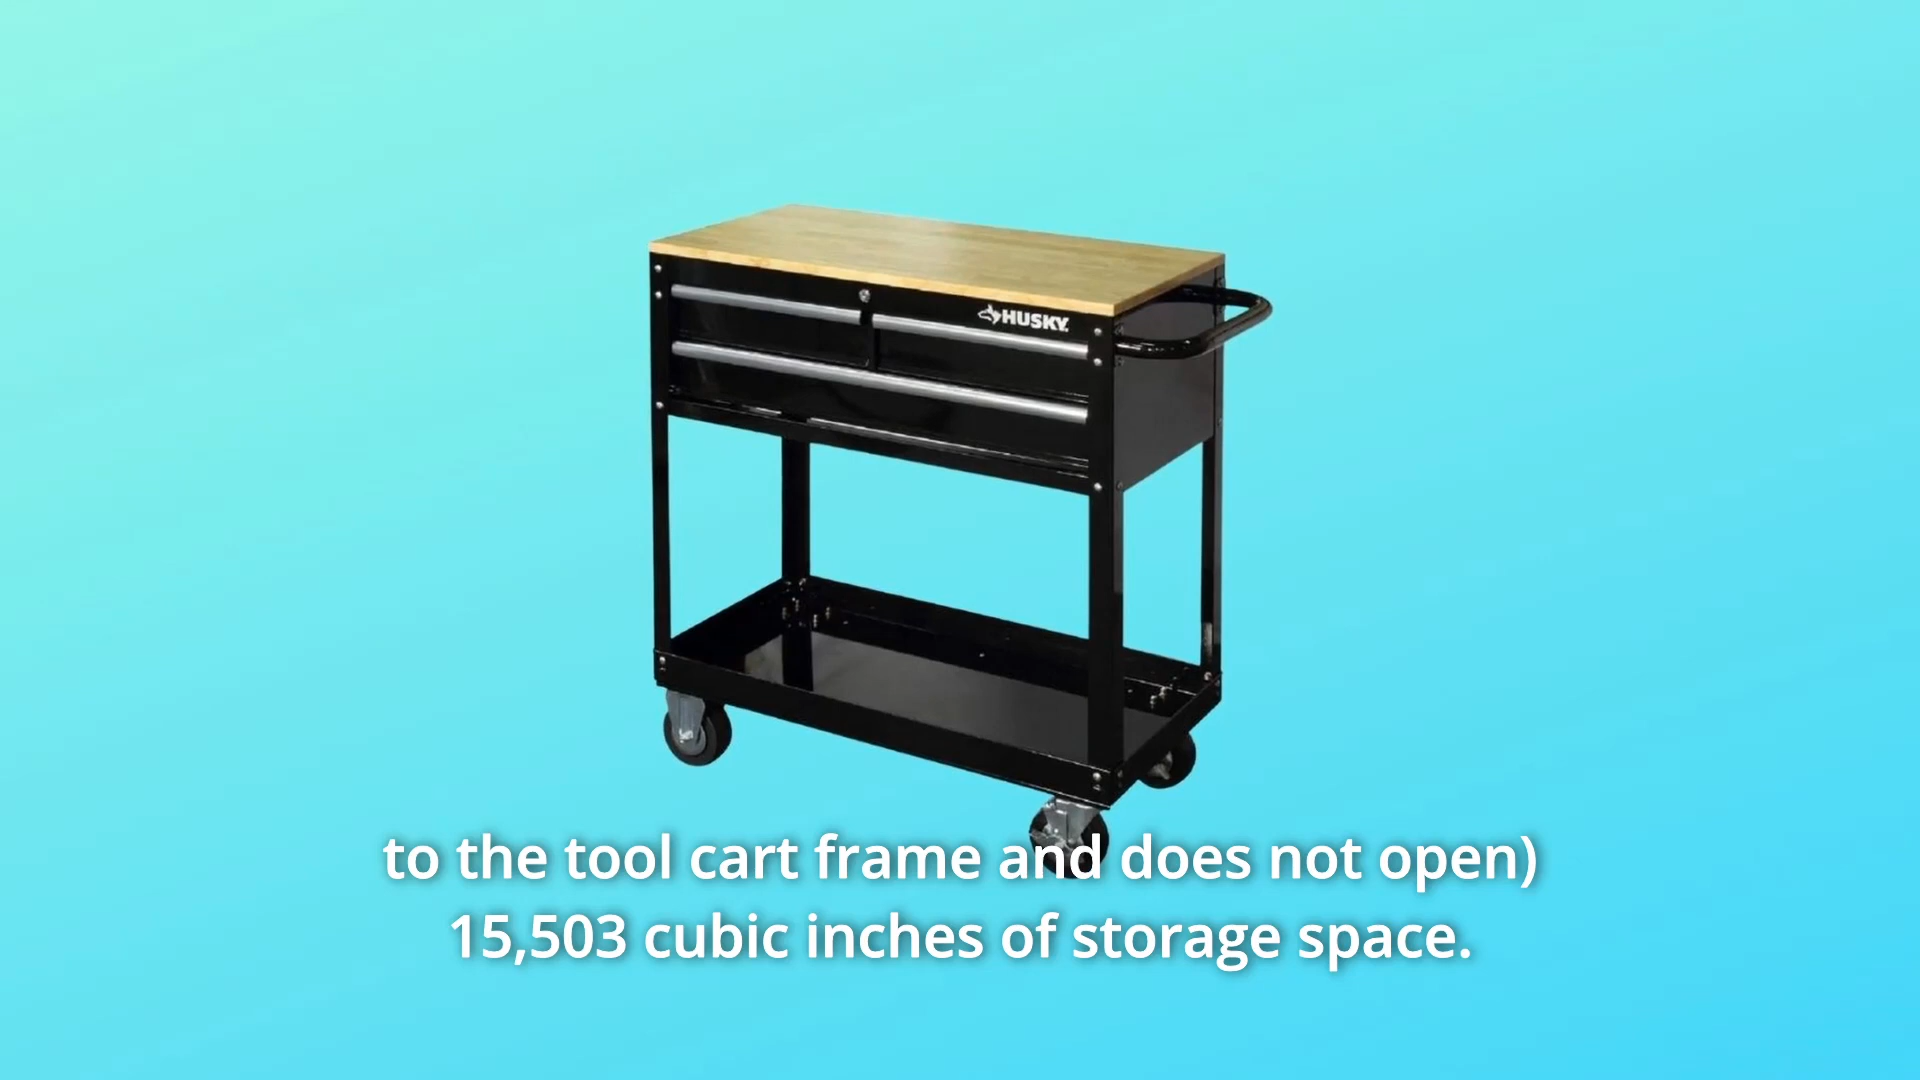 HUSKY
to the tool cart frame and does not open)
15,503 cubic inches of storage space.